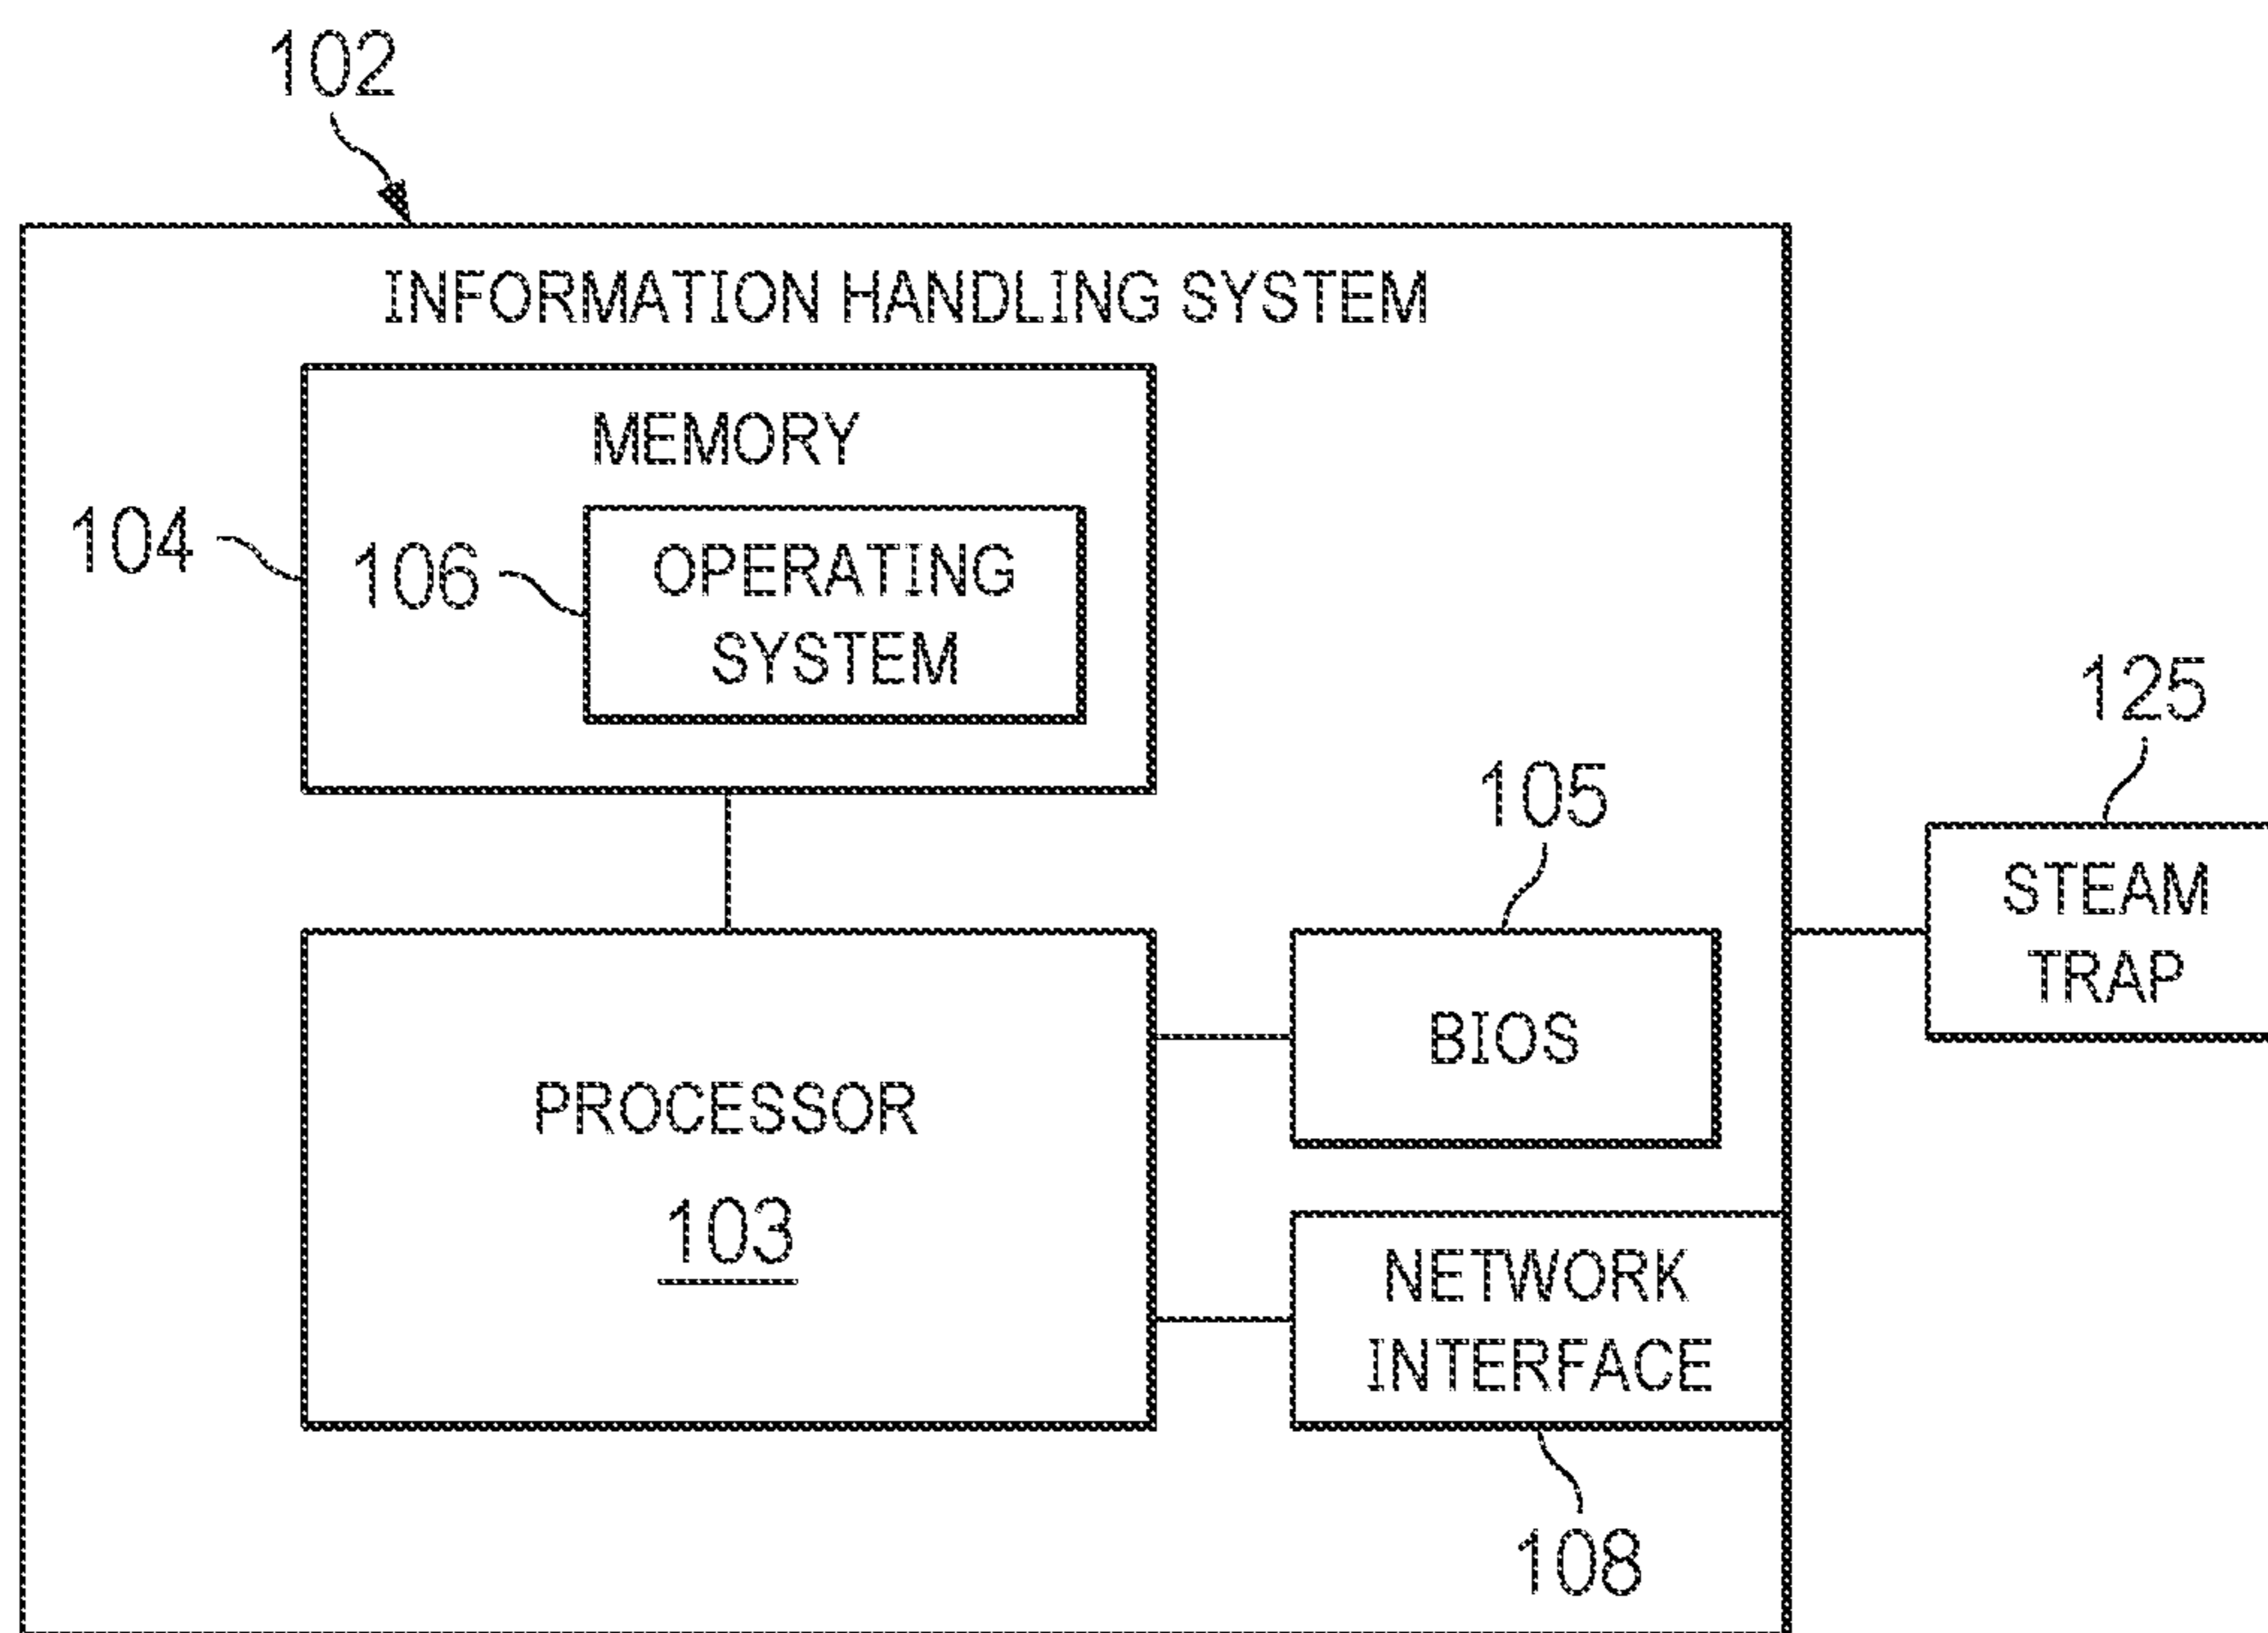 102
INFORMATION HANDLING SYSTEM
MEMORY
104
106
OPERATING
SYSTEM
125
105
STEAM
TRAP
BIOS
PROCESSOR
103
NETWORK
INTERFACE
108